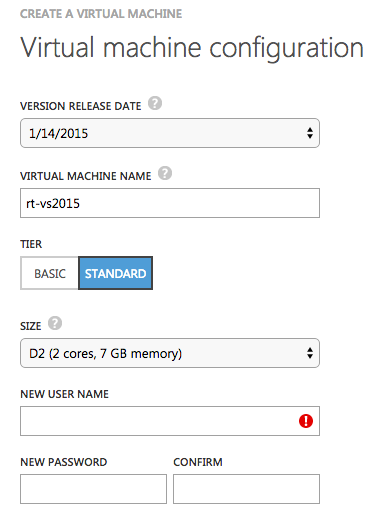 CREATE A VIRTUAL MACHINE
Virtual machine configuration
VERSION RELEASE DATE ?
1/14/2015
VIRTUAL MACHINE NAME ?
rt-vs2015
TIER
BASIC STANDARD
SIZE ?
D2 (2 cores, 7 GB memory)
NEW USER NAME
!
NEW PASSWORD CONFIRM